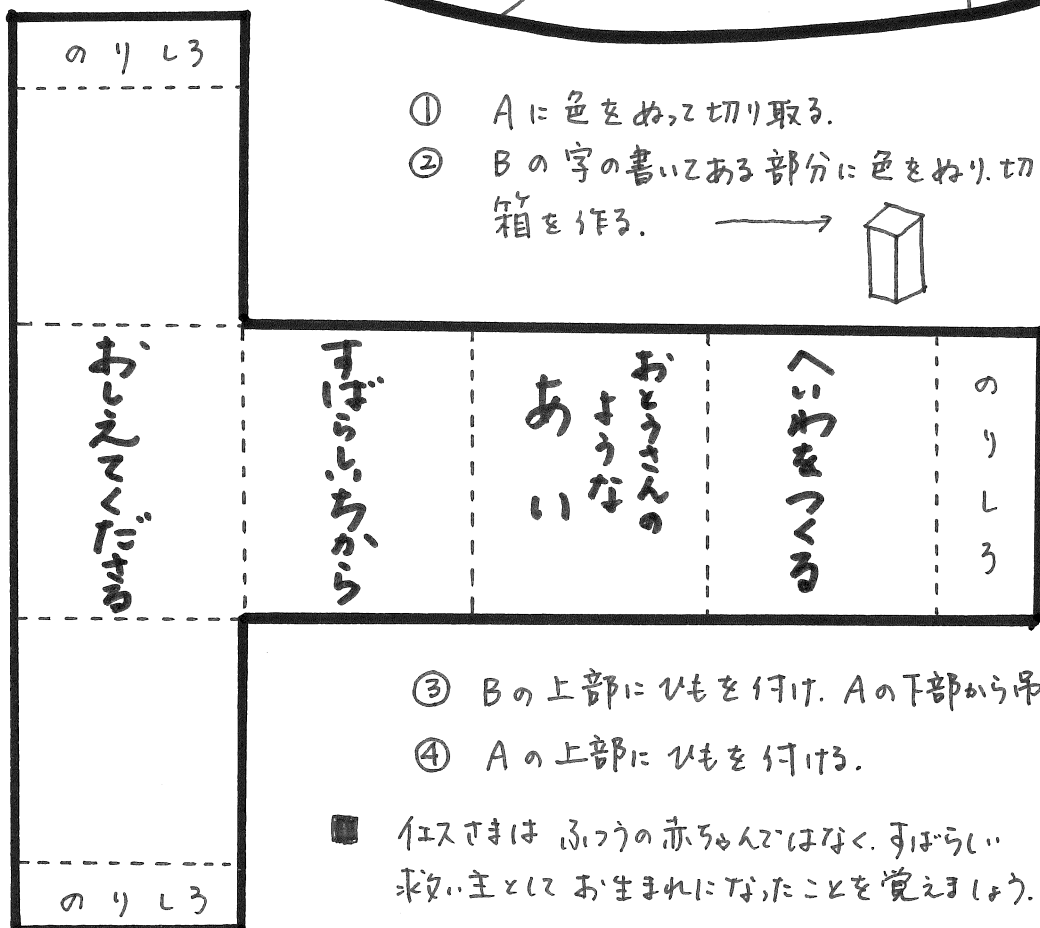 のりしろ
① Aに色をぬって切り取る.
② Bの字の書いてある部分に色をぬり.切
箱を作る.
おしえてくださる
すばらしいちから
おとうさんの
ような
あい
へいわをつくる
のりしろ
③ Bの上部にひもを付け.Aの下部から吊
④ Aの上部にひもを付ける.
■ イエスさまはふつうの赤ちゃんではなく.すばらしい
救い主としてお生まれになったことを覚えましょう.
のりしろ